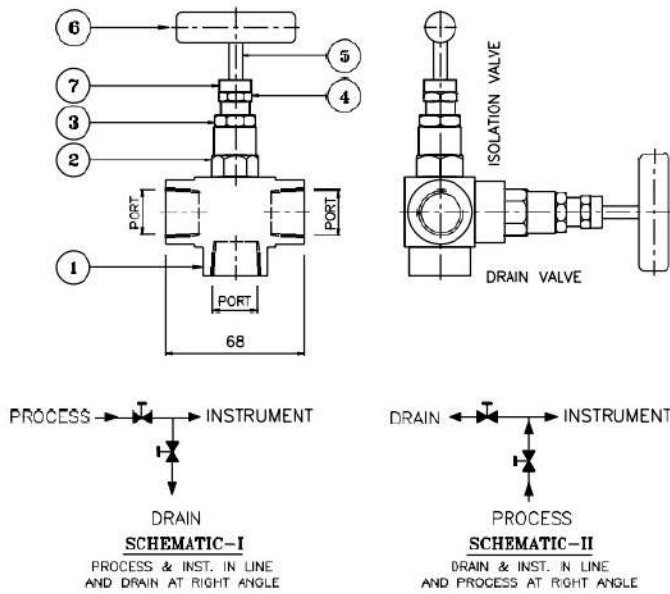 6
5
7
4
3
2
1
PORT
PORT
PORT
68
ISOLATION VALVE
DRAIN VALVE
PROCESS
INSTRUMENT
DRAIN
SCHEMATIC-I
PROCESS & INST. IN LINE
AND DRAIN AT RIGHT ANGLE
DRAIN
INSTRUMENT
PROCESS
SCHEMATIC-II
DRAIN & INST. IN LINE
AND PROCESS AT RIGHT ANGLE